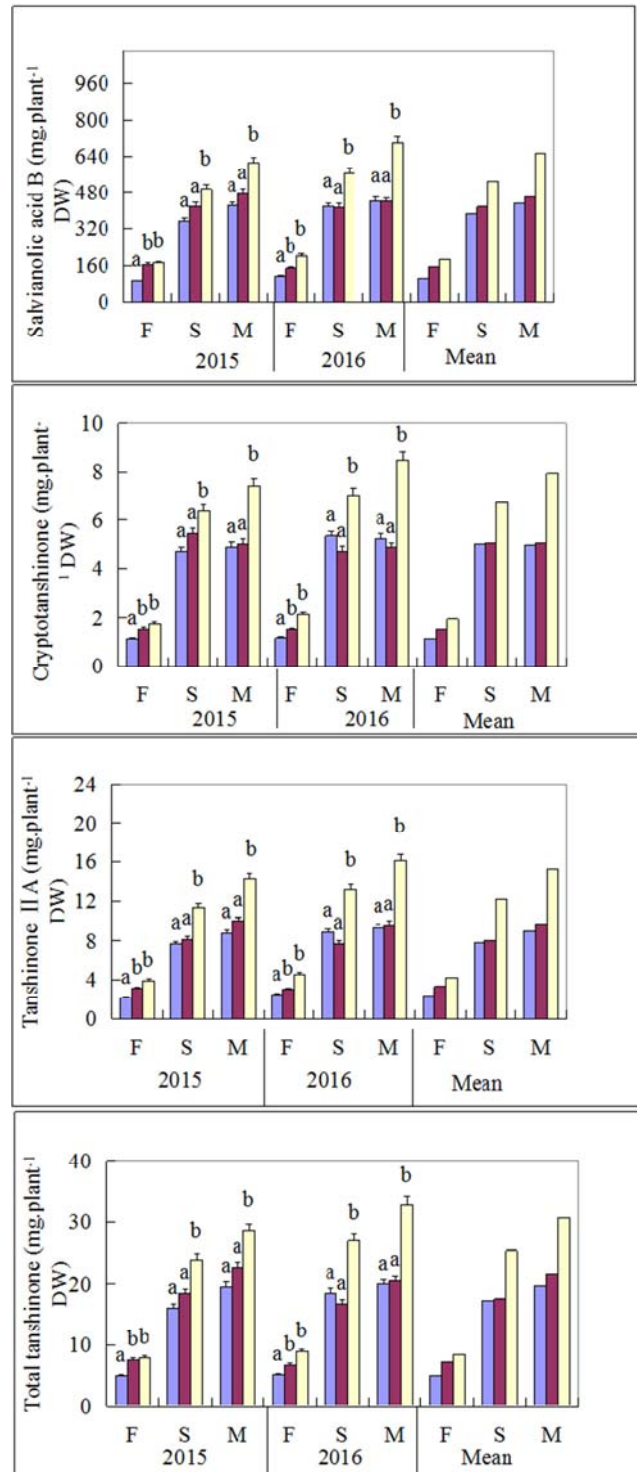 Salvianolic acid B (mg.plant-1
DW)
960
800
640
480
320
160
0
a b b a a b a a b a b b a a b a a b
F S M F S M F S M
2015 2016 Mean
Cryptotanshinone (mg.plant-
1 DW)
10
8
6
4
2
0
a b b a a b a a b a b b a a b a a b
F S M F S M F S M
2015 2016 Mean
Tanshinone II A (mg.plant-1
DW)
24
20
16
12
8
4
0
a b b a a b a a b a b b a a b a a b
F S M F S M F S M
2015 2016 Mean
Total tanshinone (mg.plant-1
DW)
40
30
20
10
0
a b b a a b a a b a b b a a b a a b
F S M F S M F S M
2015 2016 Mean